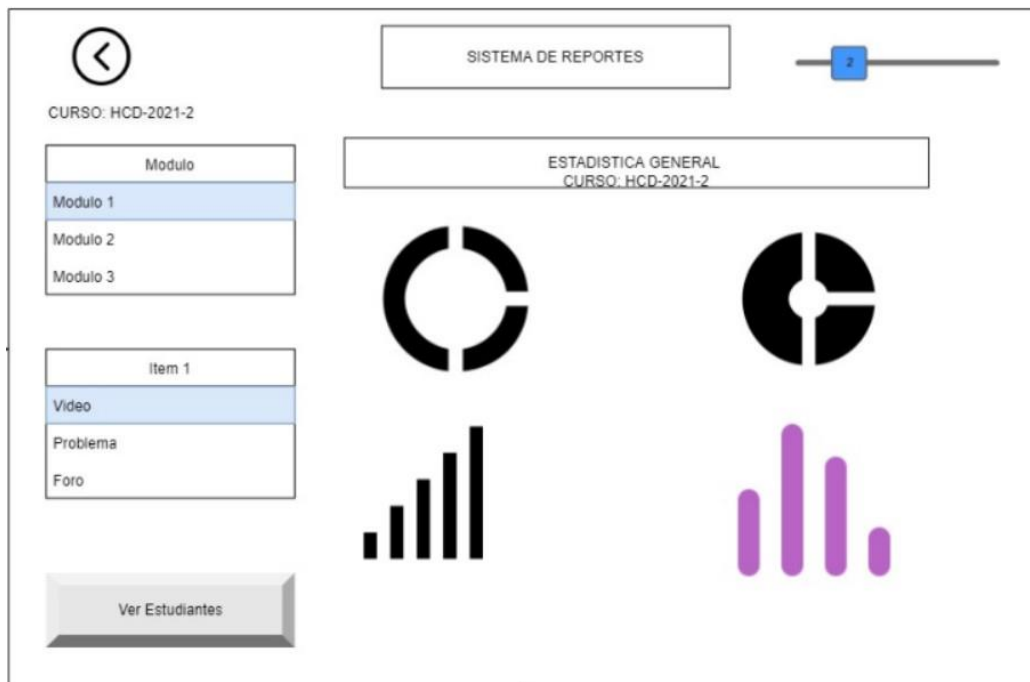 SISTEMA DE REPORTES
2
CURSO: HCD-2021-2
Modulo
Modulo 1
Modulo 2
Modulo 3
ESTADISTICA GENERAL
CURSO: HCD-2021-2
Item 1
Video
Problema
Foro
Ver Estudiantes